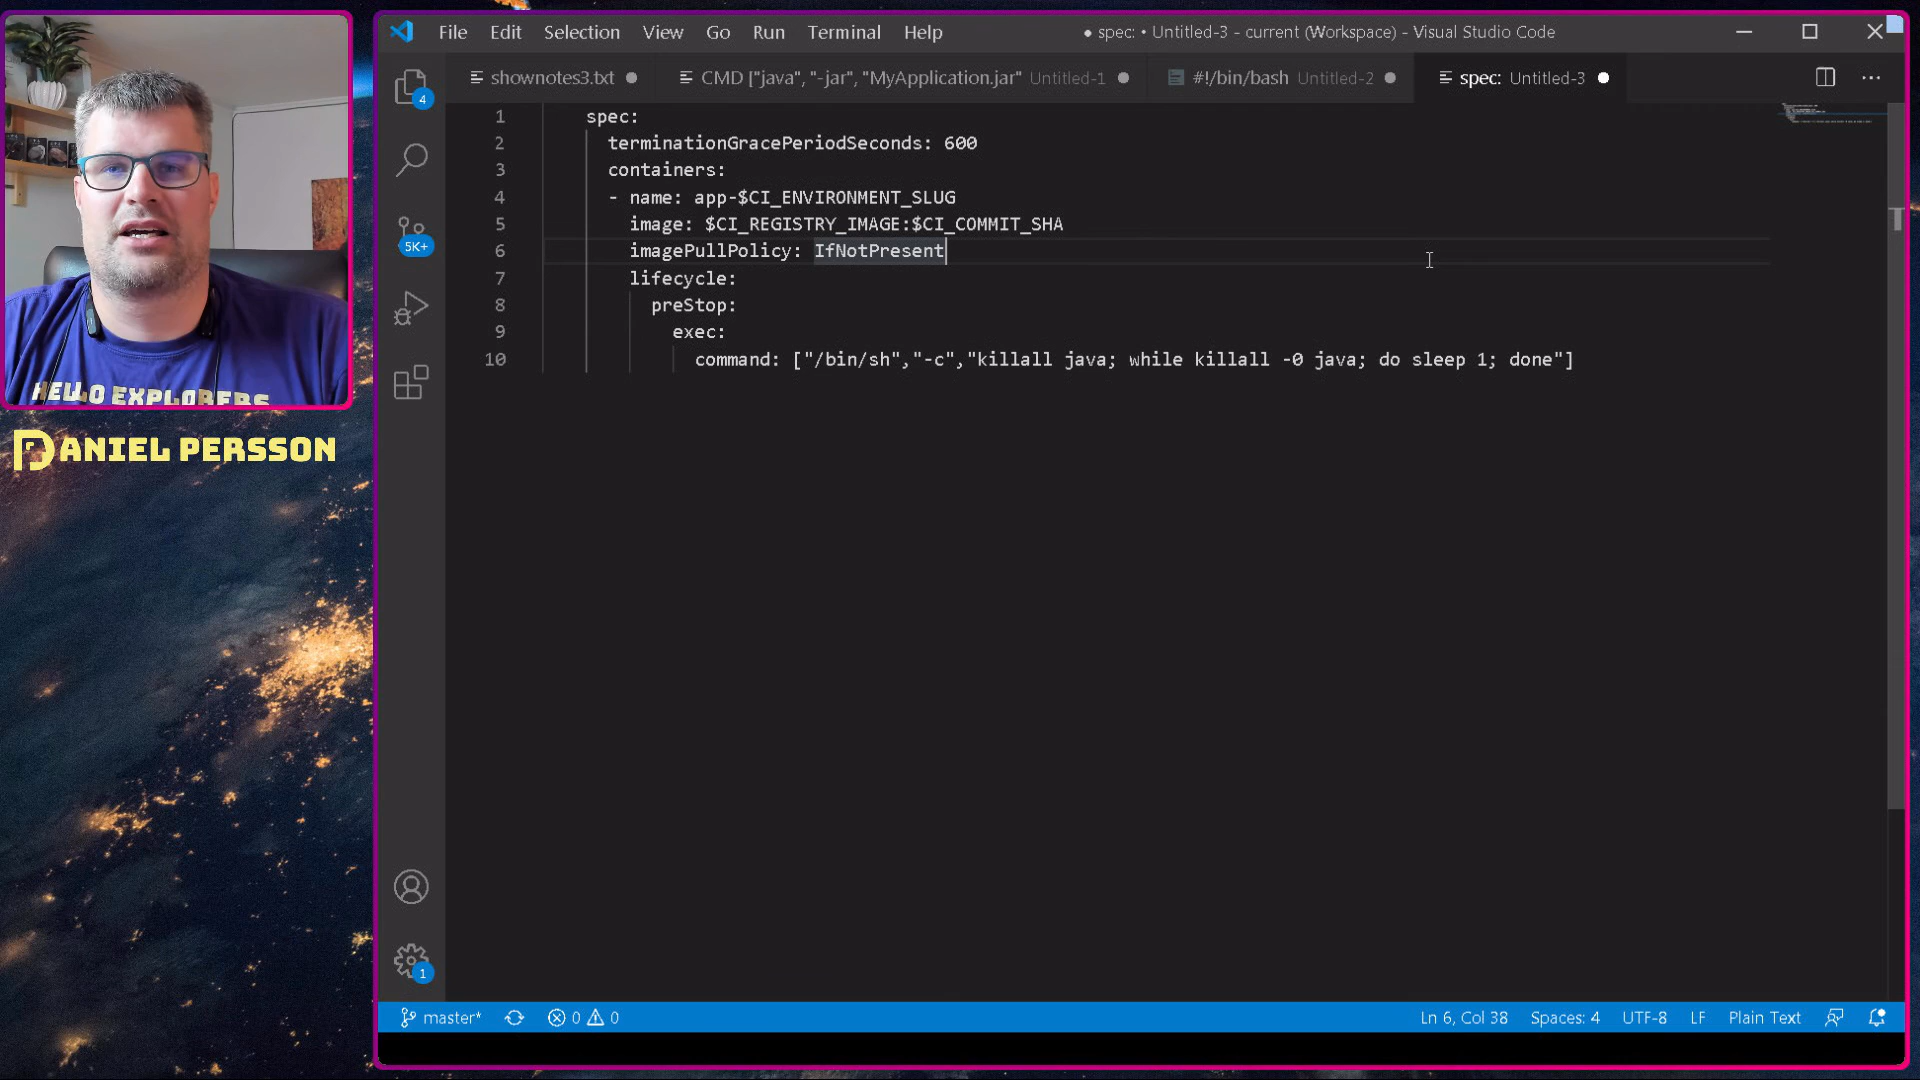 File Edit Selection View Go Run Terminal Help
● spec: • Untitled-3 - current (Workspace) - Visual Studio Code
shownotes3.txt
CMD ["java", "-jar", "MyApplication.jar" Untitled-1
#!/bin/bash Untitled-2
spec: Untitled-3
4
5K+
1
1 spec:
2 terminationGracePeriodSeconds: 600
3 containers:
4 - name: app-$CI_ENVIRONMENT_SLUG
5 image: $CI_REGISTRY_IMAGE:$CI_COMMIT_SHA
6 imagePullPolicy: IfNotPresent
7 lifecycle:
8 preStop:
9 exec:
10 command: ["/bin/sh","-c","killall java; while killall -0 java; do sleep 1; done"]
HELLO EXPLORERS
DANIEL PERSSON
master* 0 0
Ln 6, Col 38 Spaces: 4 UTF-8 LF Plain Text